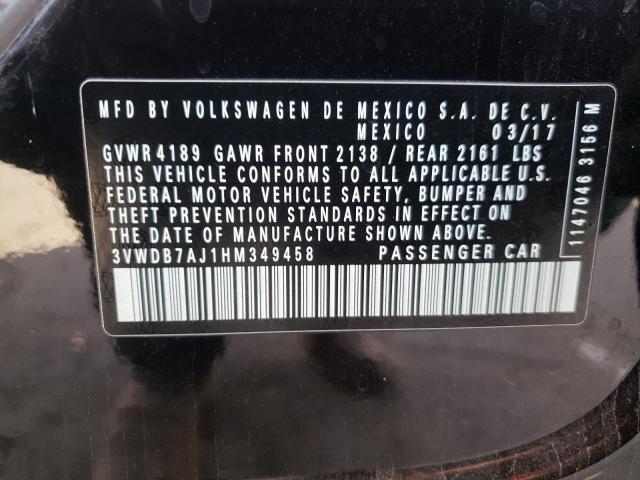 MFD BY VOLKSWAGEN DE MEXICO S.A. DE C.V.
MEXICO 03/17
GVWR 4189 GAWR FRONT 2138 / REAR 2161 LBS
THIS VEHICLE CONFORMS TO ALL APPLICABLE U.S.
FEDERAL MOTOR VEHICLE SAFETY, BUMPER AND
THEFT PREVENTION STANDARDS IN EFFECT ON
THE DATE OF MANUFACTURE SHOWN ABOVE.
3VWDB7AJ1HM349458 PASSENGER CAR
1147046 3156 M